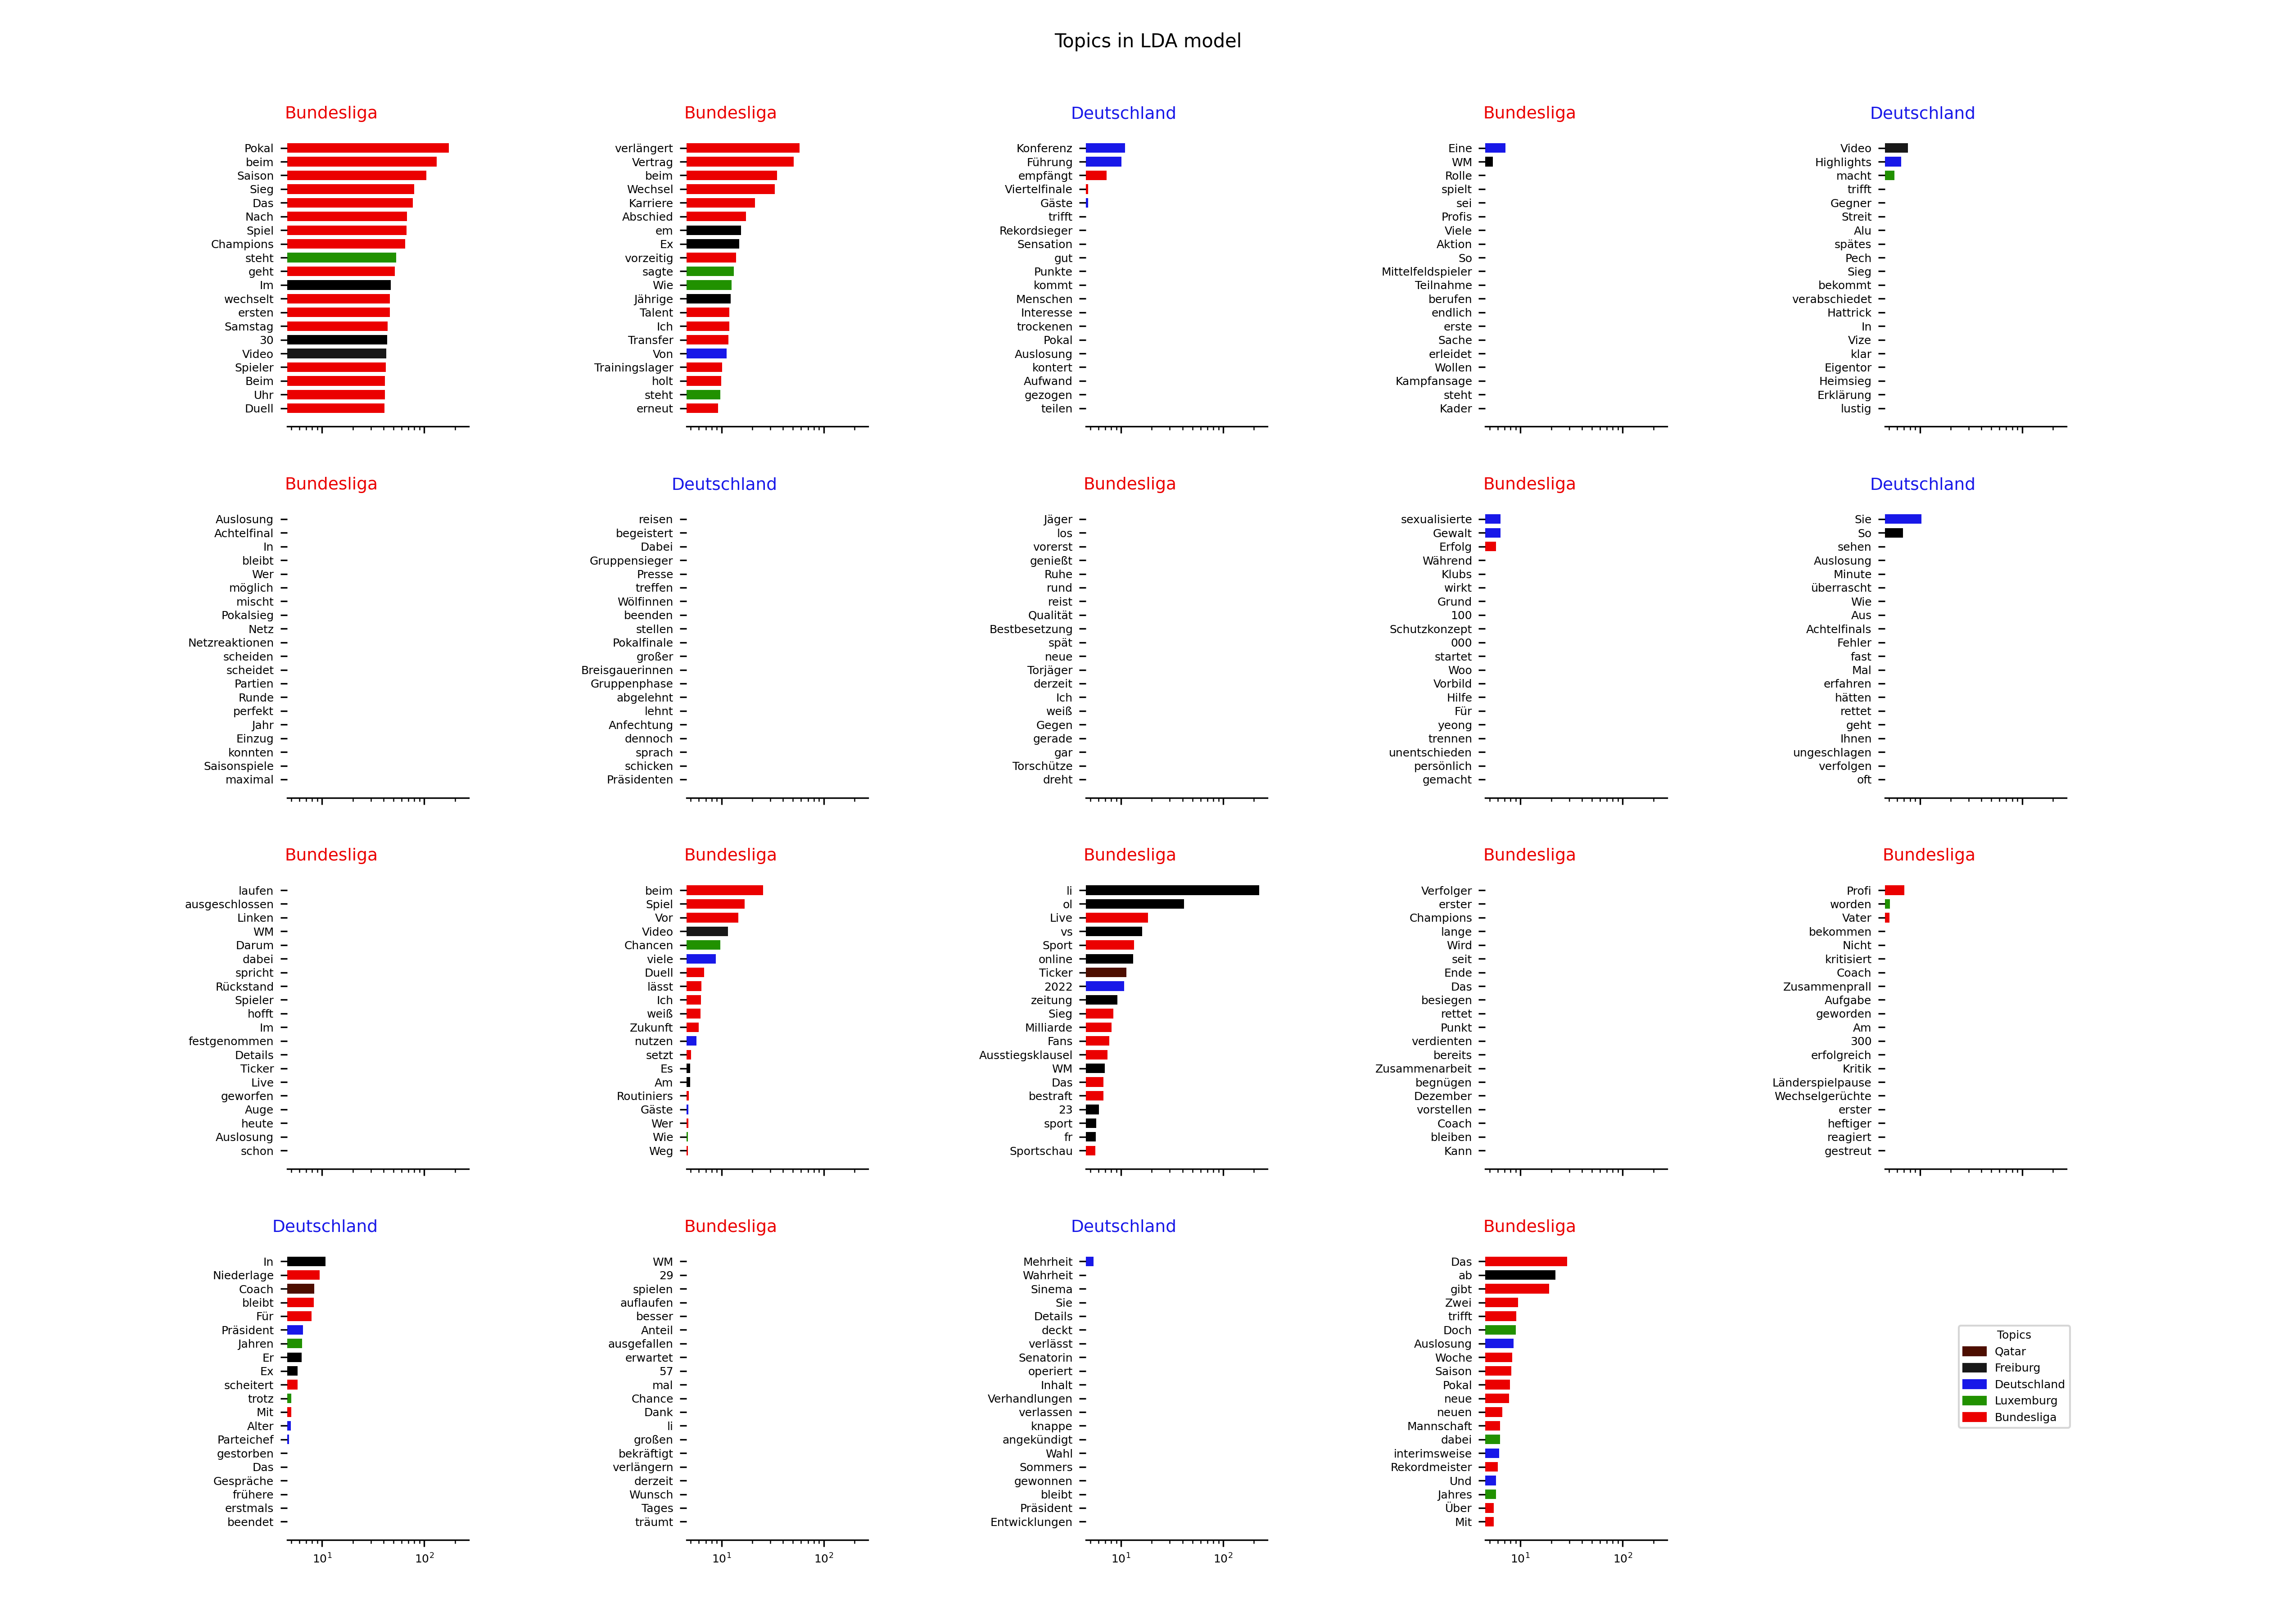 Topics in LDA model
Bundesliga
Pokal
beim
Saison
Sieg
Das
Nach
Spiel
Champions
steht
geht
Im
wechselt
ersten
Samstag
30
Video
Spieler
Beim
Uhr
Duell
Bundesliga
verlängert
Vertrag
beim
Wechsel
Karriere
Abschied
em
Ex
vorzeitig
sagte
Wie
Jährige
Talent
Ich
Transfer
Von
Trainingslager
holt
steht
erneut
Deutschland
Konferenz
Führung
empfängt
Viertelfinale
Gäste
trifft
Rekordsieger
Sensation
gut
Punkte
kommt
Menschen
Interesse
trockenen
Pokal
Auslosung
kontert
Aufwand
gezogen
teilen
Bundesliga
Eine
WM
Rolle
spielt
sei
Profis
Viele
Aktion
So
Mittelfeldspieler
Teilnahme
berufen
endlich
erste
Sache
erleidet
Wollen
Kampfansage
steht
Kader
Deutschland
Video
Highlights
macht
trifft
Gegner
Streit
Alu
spätes
Pech
Sieg
bekommt
verabschiedet
Hattrick
In
Vize
klar
Eigentor
Heimsieg
Erklärung
lustig
Bundesliga
Auslosung
Achtelfinal
In
bleibt
Wer
möglich
mischt
Pokalsieg
Netz
Netzreaktionen
scheiden
scheidet
Partien
Runde
perfekt
Jahr
Einzug
konnten
Saisonspiele
maximal
Deutschland
reisen
begeistert
Dabei
Gruppensieger
Presse
treffen
Wölfinnen
beenden
stellen
Pokalfinale
großer
Breisgauerinnen
Gruppenphase
abgelehnt
lehnt
Anfechtung
dennoch
sprach
schicken
Präsidenten
Bundesliga
Jäger
los
vorerst
genießt
Ruhe
rund
reist
Qualität
Bestbesetzung
spät
neue
Torjäger
derzeit
Ich
weiß
Gegen
gerade
gar
Torschütze
dreht
Bundesliga
sexualisierte
Gewalt
Erfolg
Während
Klubs
wirkt
Grund
100
Schutzkonzept
000
startet
Woo
Vorbild
Hilfe
Für
yeong
trennen
unentschieden
persönlich
gemacht
Deutschland
Sie
So
sehen
Auslosung
Minute
überrascht
Wie
Aus
Achtelfinals
Fehler
fast
Mal
erfahren
hätten
rettet
geht
Ihnen
ungeschlagen
verfolgen
oft
Bundesliga
laufen
ausgeschlossen
Linken
WM
Darum
dabei
spricht
Rückstand
Spieler
hofft
Im
festgenommen
Details
Ticker
Live
geworfen
Auge
heute
Auslosung
schon
Bundesliga
beim
Spiel
Vor
Video
Chancen
viele
Duell
lässt
Ich
weiß
Zukunft
nutzen
setzt
Es
Am
Routiniers
Gäste
Wer
Wie
Weg
Bundesliga
li
ol
Live
vs
Sport
online
Ticker
2022
zeitung
Sieg
Milliarde
Fans
Ausstiegsklausel
WM
Das
bestraft
23
sport
fr
Sportschau
Bundesliga
Verfolger
erster
Champions
lange
Wird
seit
Ende
Das
besiegen
rettet
Punkt
verdienten
bereits
Zusammenarbeit
begnügen
Dezember
vorstellen
Coach
bleiben
Kann
Bundesliga
Profi
worden
Vater
bekommen
Nicht
kritisiert
Coach
Zusammenprall
Aufgabe
geworden
Am
300
erfolgreich
Kritik
Länderspielpause
Wechselgerüchte
erster
heftiger
reagiert
gestreut
Deutschland
In
Niederlage
Coach
bleibt
Für
Präsident
Jahren
Er
Ex
scheitert
trotz
Mit
Alter
Parteichef
gestorben
Das
Gespräche
frühere
erstmals
beendet
10¹ 10²
Bundesliga
WM
29
spielen
auflaufen
besser
Anteil
ausgefallen
erwartet
57
mal
Chance
Dank
li
großen
bekräftigt
verlängern
derzeit
Wunsch
Tages
träumt
10¹ 10²
Deutschland
Mehrheit
Wahrheit
Sinema
Sie
Details
deckt
verlässt
Senatorin
operiert
Inhalt
Verhandlungen
verlassen
knappe
angekündigt
Wahl
Sommers
gewonnen
bleibt
Präsident
Entwicklungen
10¹ 10²
Bundesliga
Das
ab
gibt
Zwei
trifft
Doch
Auslosung
Woche
Saison
Pokal
neue
neuen
Mannschaft
dabei
interimsweise
Rekordmeister
Und
Jahres
Über
Mit
10¹ 10²
Topics
Qatar
Freiburg
Deutschland
Luxemburg
Bundesliga